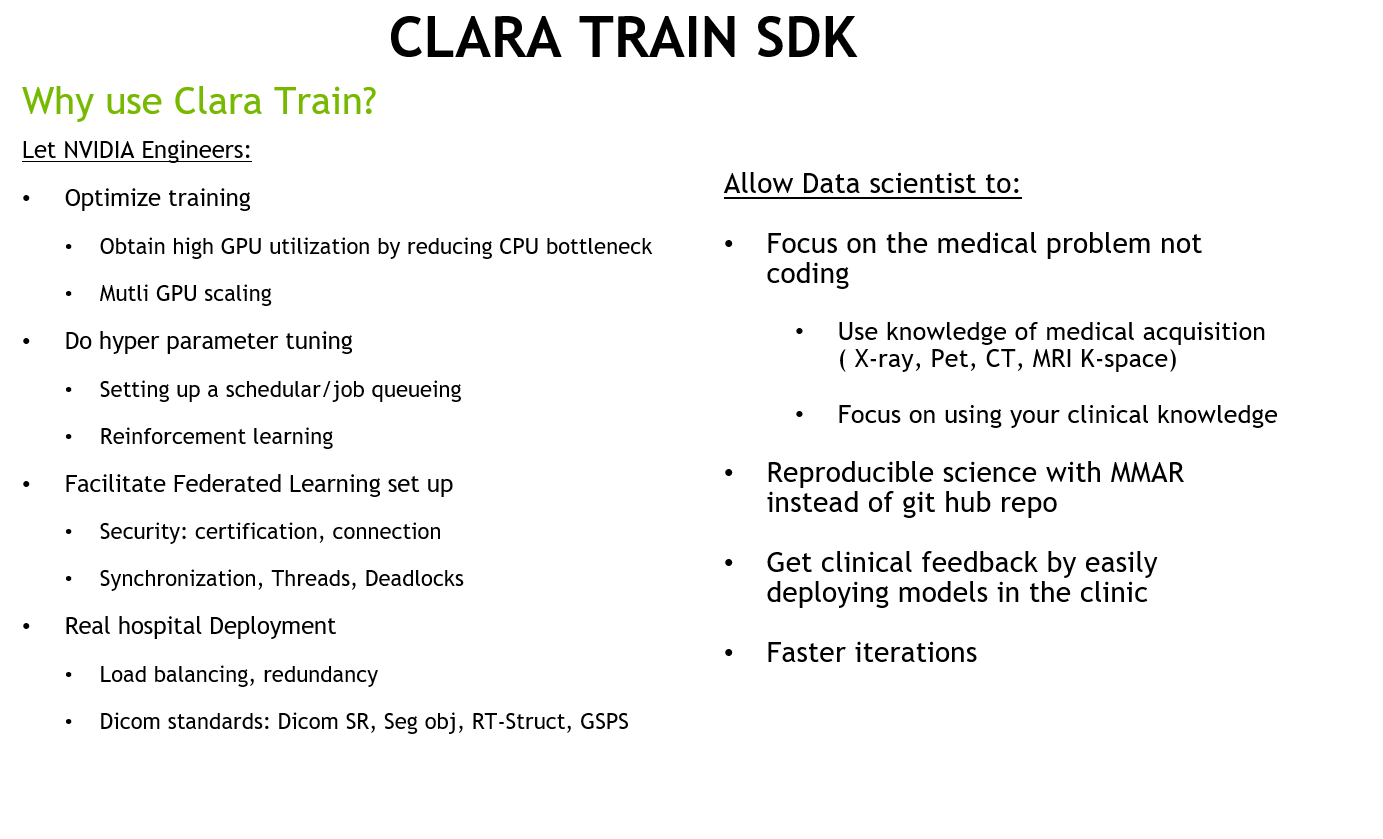 CLARA TRAIN SDK
Why use Clara Train?
Let NVIDIA Engineers:
• Optimize training
• Obtain high GPU utilization by reducing CPU bottleneck
• Mutli GPU scaling
• Do hyper parameter tuning
• Setting up a schedular/job queueing
• Reinforcement learning
• Facilitate Federated Learning set up
• Security: certification, connection
• Synchronization, Threads, Deadlocks
• Real hospital Deployment
• Load balancing, redundancy
• Dicom standards: Dicom SR, Seg obj, RT-Struct, GSPS
Allow Data scientist to:
• Focus on the medical problem not
coding
• Use knowledge of medical acquisition
( X-ray, Pet, CT, MRI K-space)
• Focus on using your clinical knowledge
• Reproducible science with MMAR
instead of git hub repo
• Get clinical feedback by easily
deploying models in the clinic
• Faster iterations